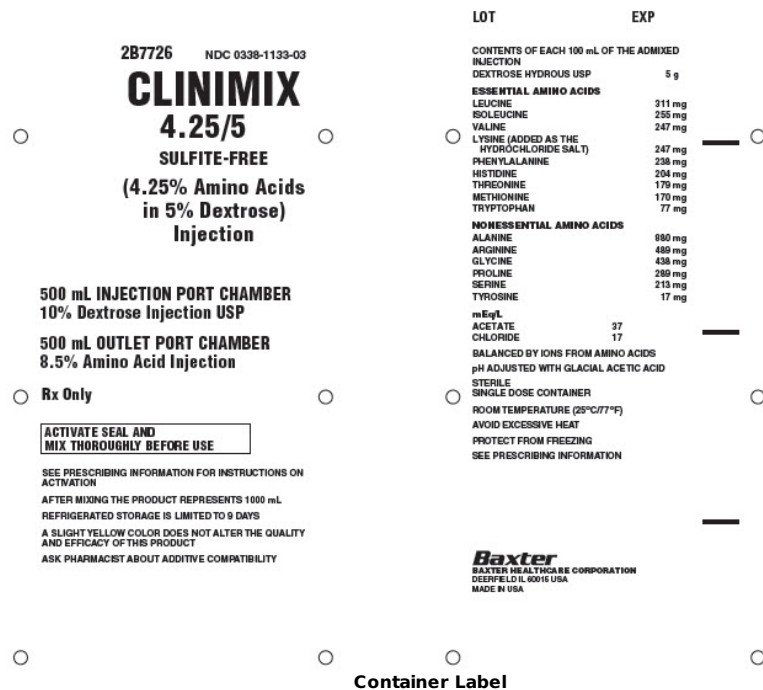 2B7726 NDC 0338-1133-03
CLINIMIX
4.25/5
SULFITE-FREE
(4.25% Amino Acids
in 5% Dextrose)
Injection
500 mL INJECTION PORT CHAMBER
10% Dextrose Injection USP
500 mL OUTLET PORT CHAMBER
8.5% Amino Acid Injection
Rx Only
ACTIVATE SEAL AND
MIX THOROUGHLY BEFORE USE
SEE PRESCRIBING INFORMATION FOR INSTRUCTIONS ON
ACTIVATION
AFTER MIXING THE PRODUCT REPRESENTS 1000 mL
REFRIGERATED STORAGE IS LIMITED TO 9 DAYS
A SLIGHT YELLOW COLOR DOES NOT ALTER THE QUALITY
AND EFFICACY OF THIS PRODUCT
ASK PHARMACIST ABOUT ADDITIVE COMPATIBILITY
LOT EXP
CONTENTS OF EACH 100 mL OF THE ADMIXED
INJECTION
DEXTROSE HYDROUS USP 5 g
ESSENTIAL AMINO ACIDS
LEUCINE 311 mg
ISOLEUCINE 255 mg
VALINE 247 mg
LYSINE (ADDED AS THE
HYDROCHLORIDE SALT) 247 mg
PHENYLALANINE 238 mg
HISTIDINE 204 mg
THREONINE 179 mg
METHIONINE 170 mg
TRYPTOPHAN 77 mg
NONESSENTIAL AMINO ACIDS
ALANINE 880 mg
ARGININE 489 mg
GLYCINE 438 mg
PROLINE 289 mg
SERINE 213 mg
TYROSINE 17 mg
mEq/L
ACETATE 37
CHLORIDE 17
BALANCED BY IONS FROM AMINO ACIDS
pH ADJUSTED WITH GLACIAL ACETIC ACID
STERILE
SINGLE DOSE CONTAINER
ROOM TEMPERATURE (25°C/77°F)
AVOID EXCESSIVE HEAT
PROTECT FROM FREEZING
SEE PRESCRIBING INFORMATION
Baxter
BAXTER HEALTHCARE CORPORATION
DEERFIELD IL 60015 USA
MADE IN USA
Container Label